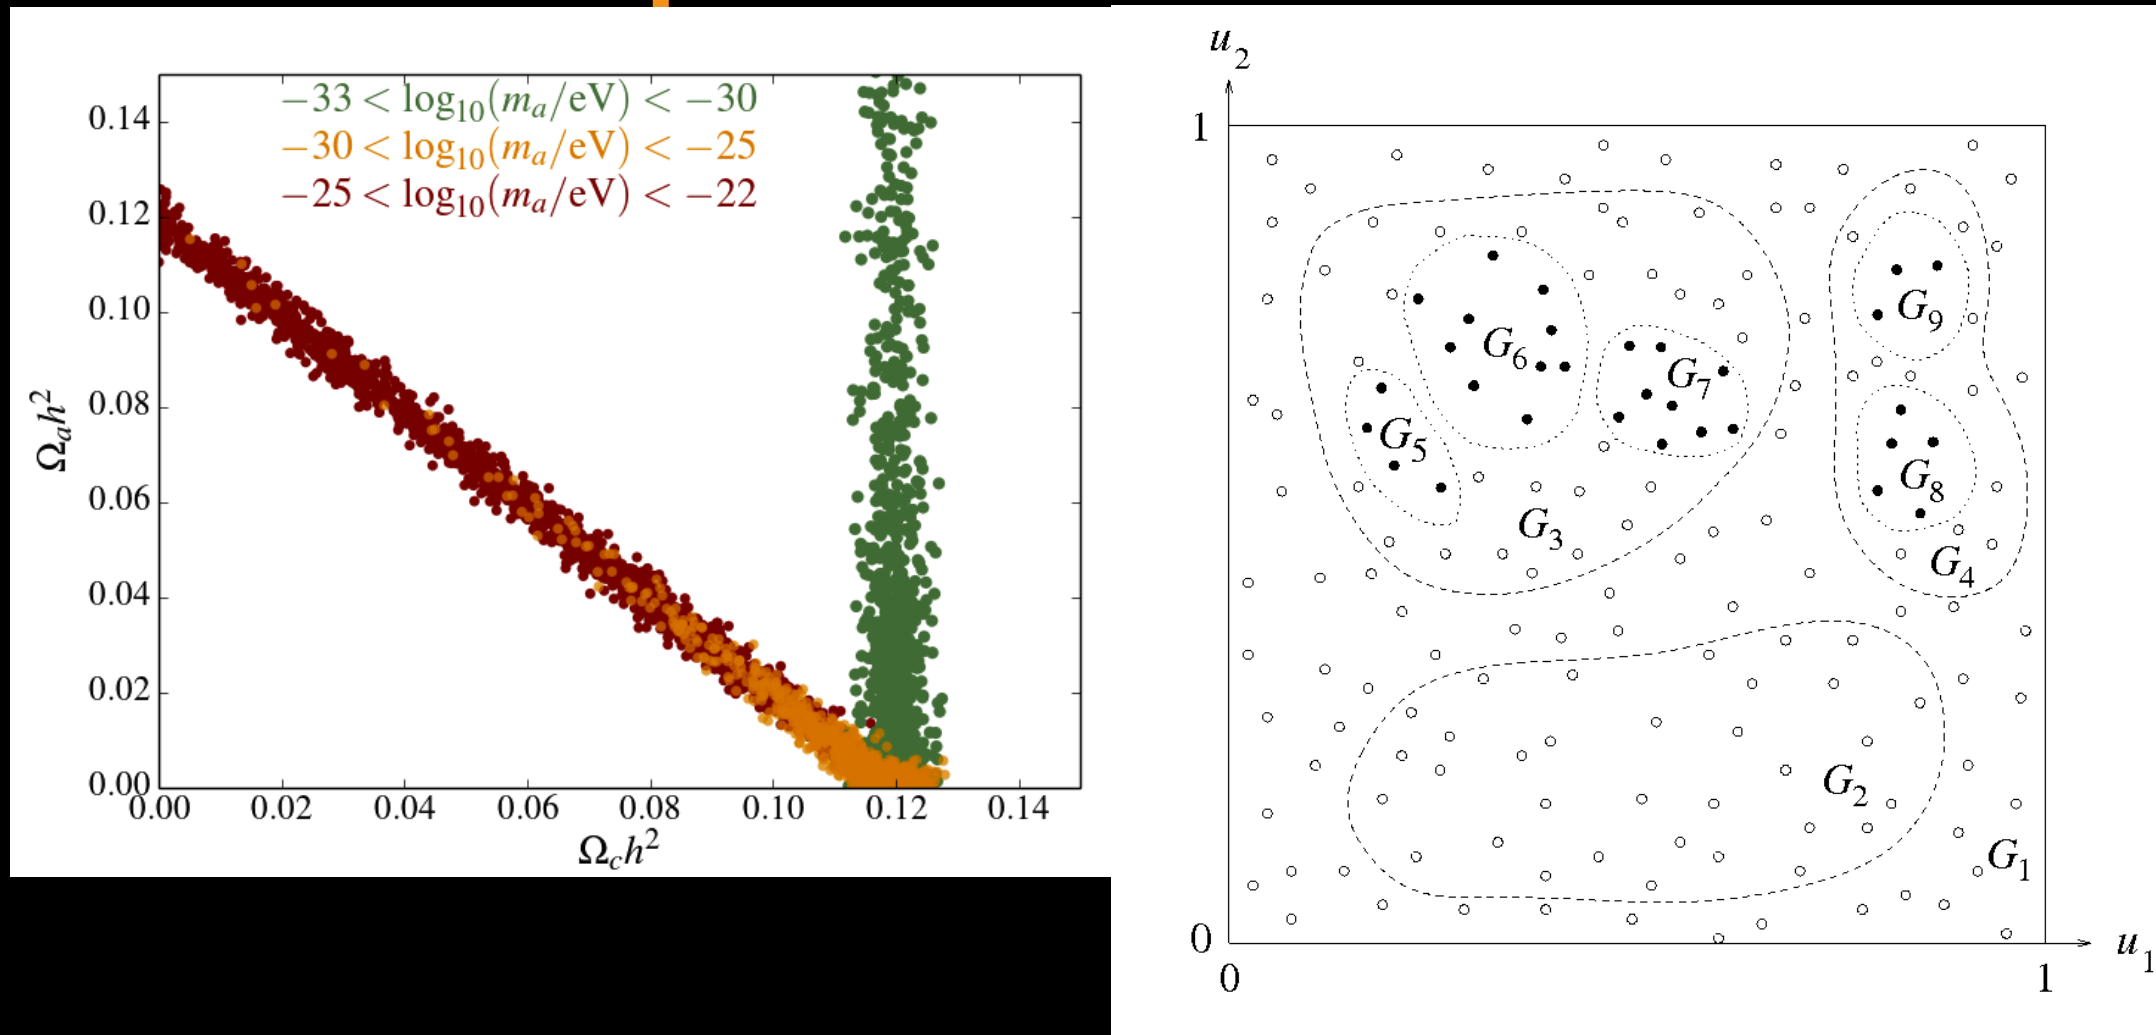 −33 < log₁₀(mₐ/eV) < −30
−30 < log₁₀(mₐ/eV) < −25
−25 < log₁₀(mₐ/eV) < −22
0.14
0.12
0.10
0.08
0.06
0.04
0.02
0.00
Ωₐh²
0.00 0.02 0.04 0.06 0.08 0.10 0.12 0.14
Ω_c h²
u₂
1
G₉
G₆
G₇
G₅
G₈
G₃
G₄
G₂
G₁
0
u₁
0 1